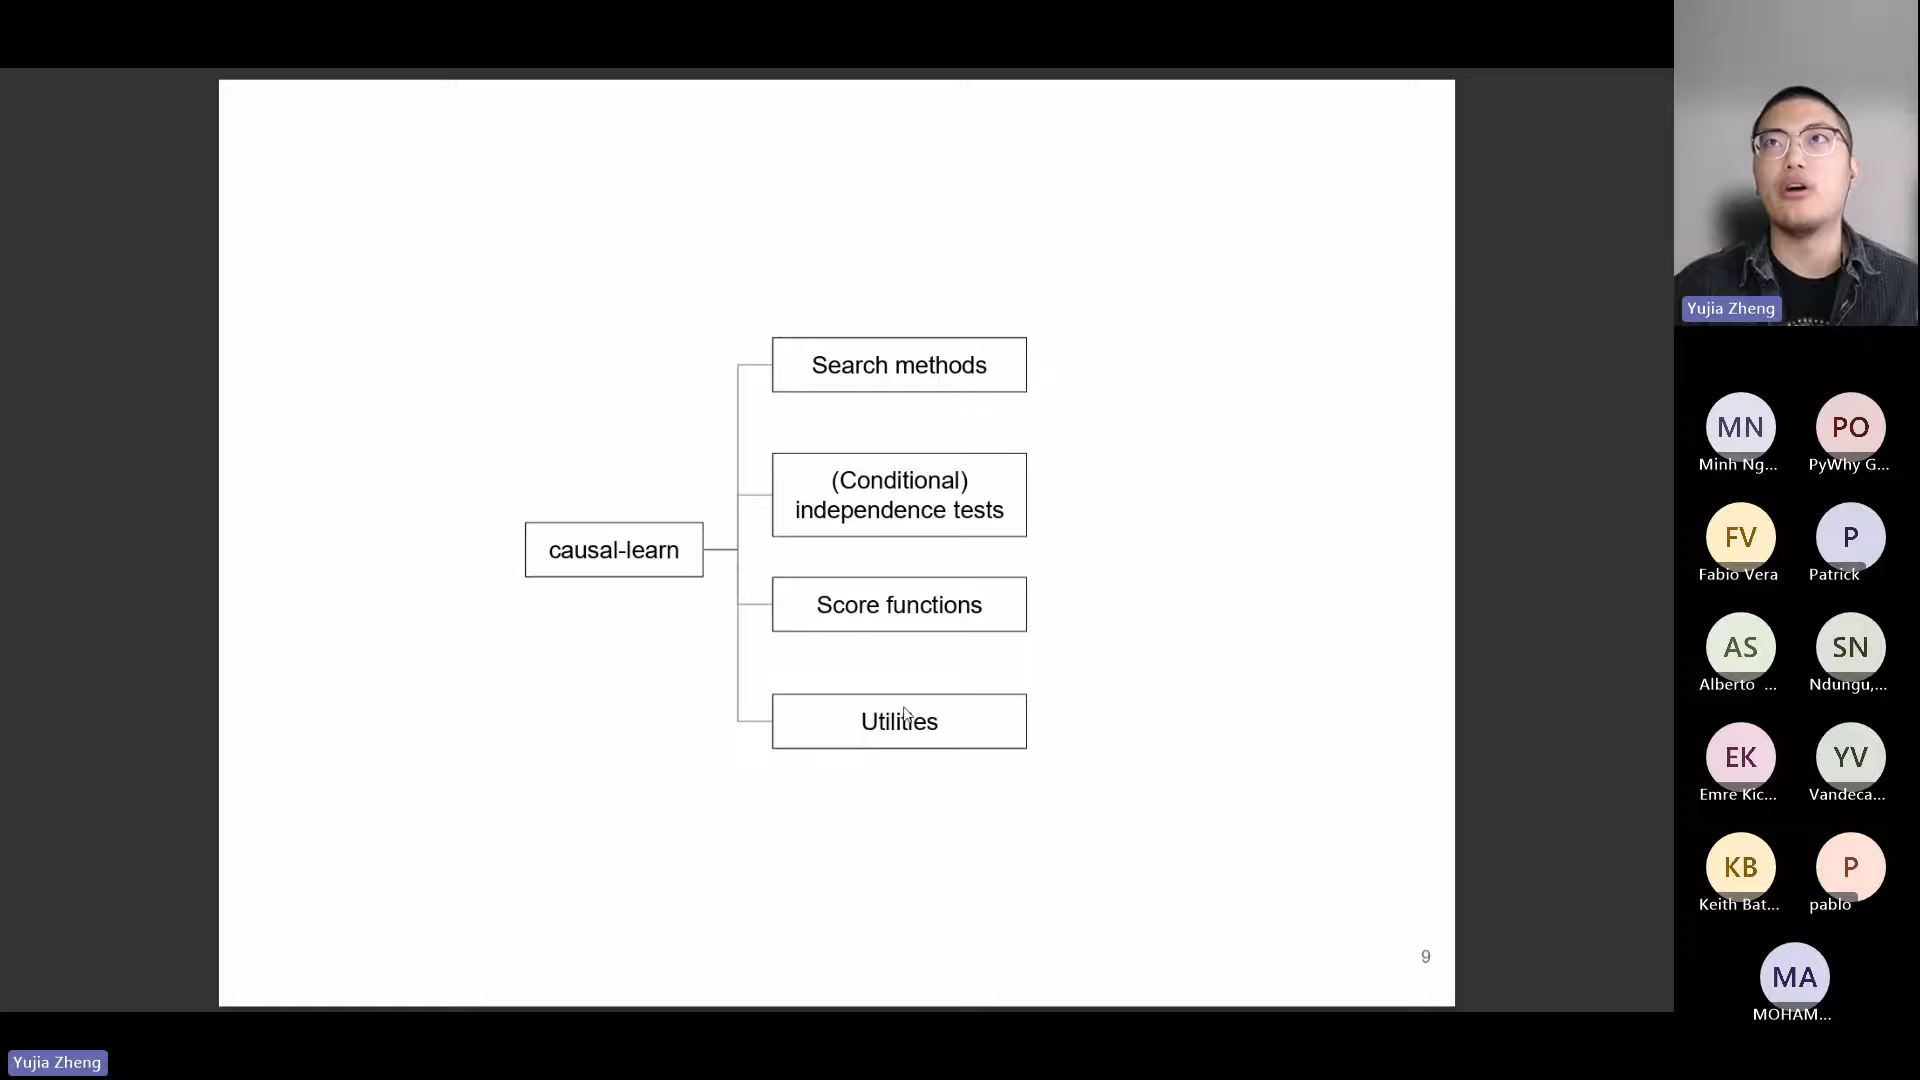 Search methods
(Conditional)
independence tests
causal-learn
Score functions
Utilities
9
Yujia Zheng
MN
PO
Minh Ng...
PyWhy G...
FV
P
Fabio Vera
Patrick
AS
SN
Alberto ...
Ndungu,...
EK
YV
Emre Kic...
Vandeca...
KB
P
Keith Bat...
pablo
MA
MOHAM...
Yujia Zheng